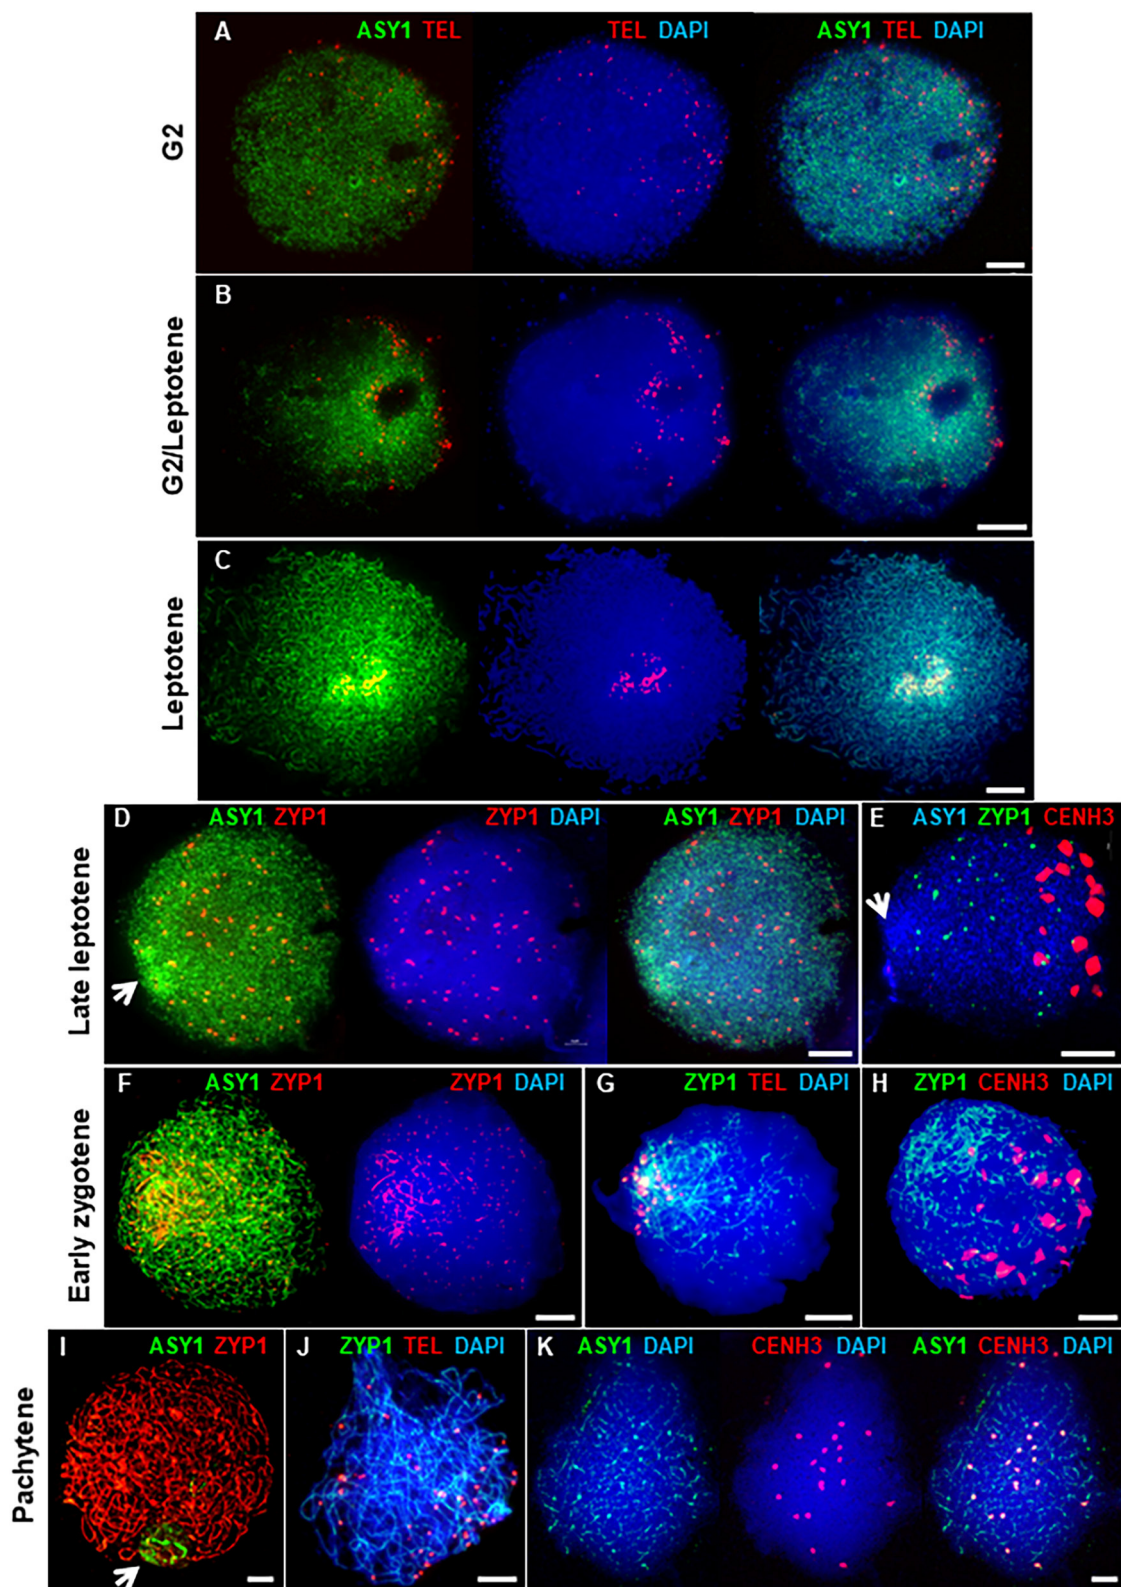 A ASY1 TEL TEL DAPI ASY1 TEL DAPI
G2
B
G2/Leptotene
C
Leptotene
D ASY1 ZYP1 ZYP1 DAPI ASY1 ZYP1 DAPI E ASY1 ZYP1 CENH3
Late leptotene
F ASY1 ZYP1 ZYP1 DAPI G ZYP1 TEL DAPI H ZYP1 CENH3 DAPI
Early zygotene
I ASY1 ZYP1 J ZYP1 TEL DAPI K ASY1 DAPI CENH3 DAPI ASY1 CENH3 DAPI
Pachytene